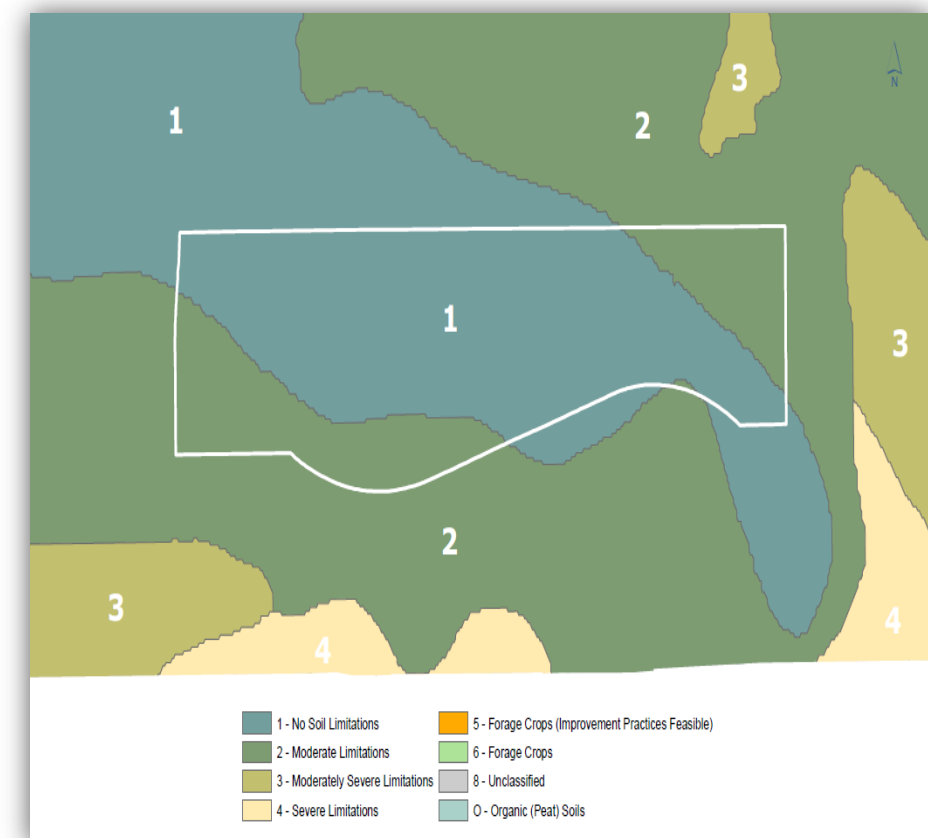 3
1
2
N
1
3
2
3
4
4
1 - No Soil Limitations
2 - Moderate Limitations
3 - Moderately Severe Limitations
4 - Severe Limitations
5 - Forage Crops (Improvement Practices Feasible)
6 - Forage Crops
8 - Unclassified
O - Organic (Peat) Soils